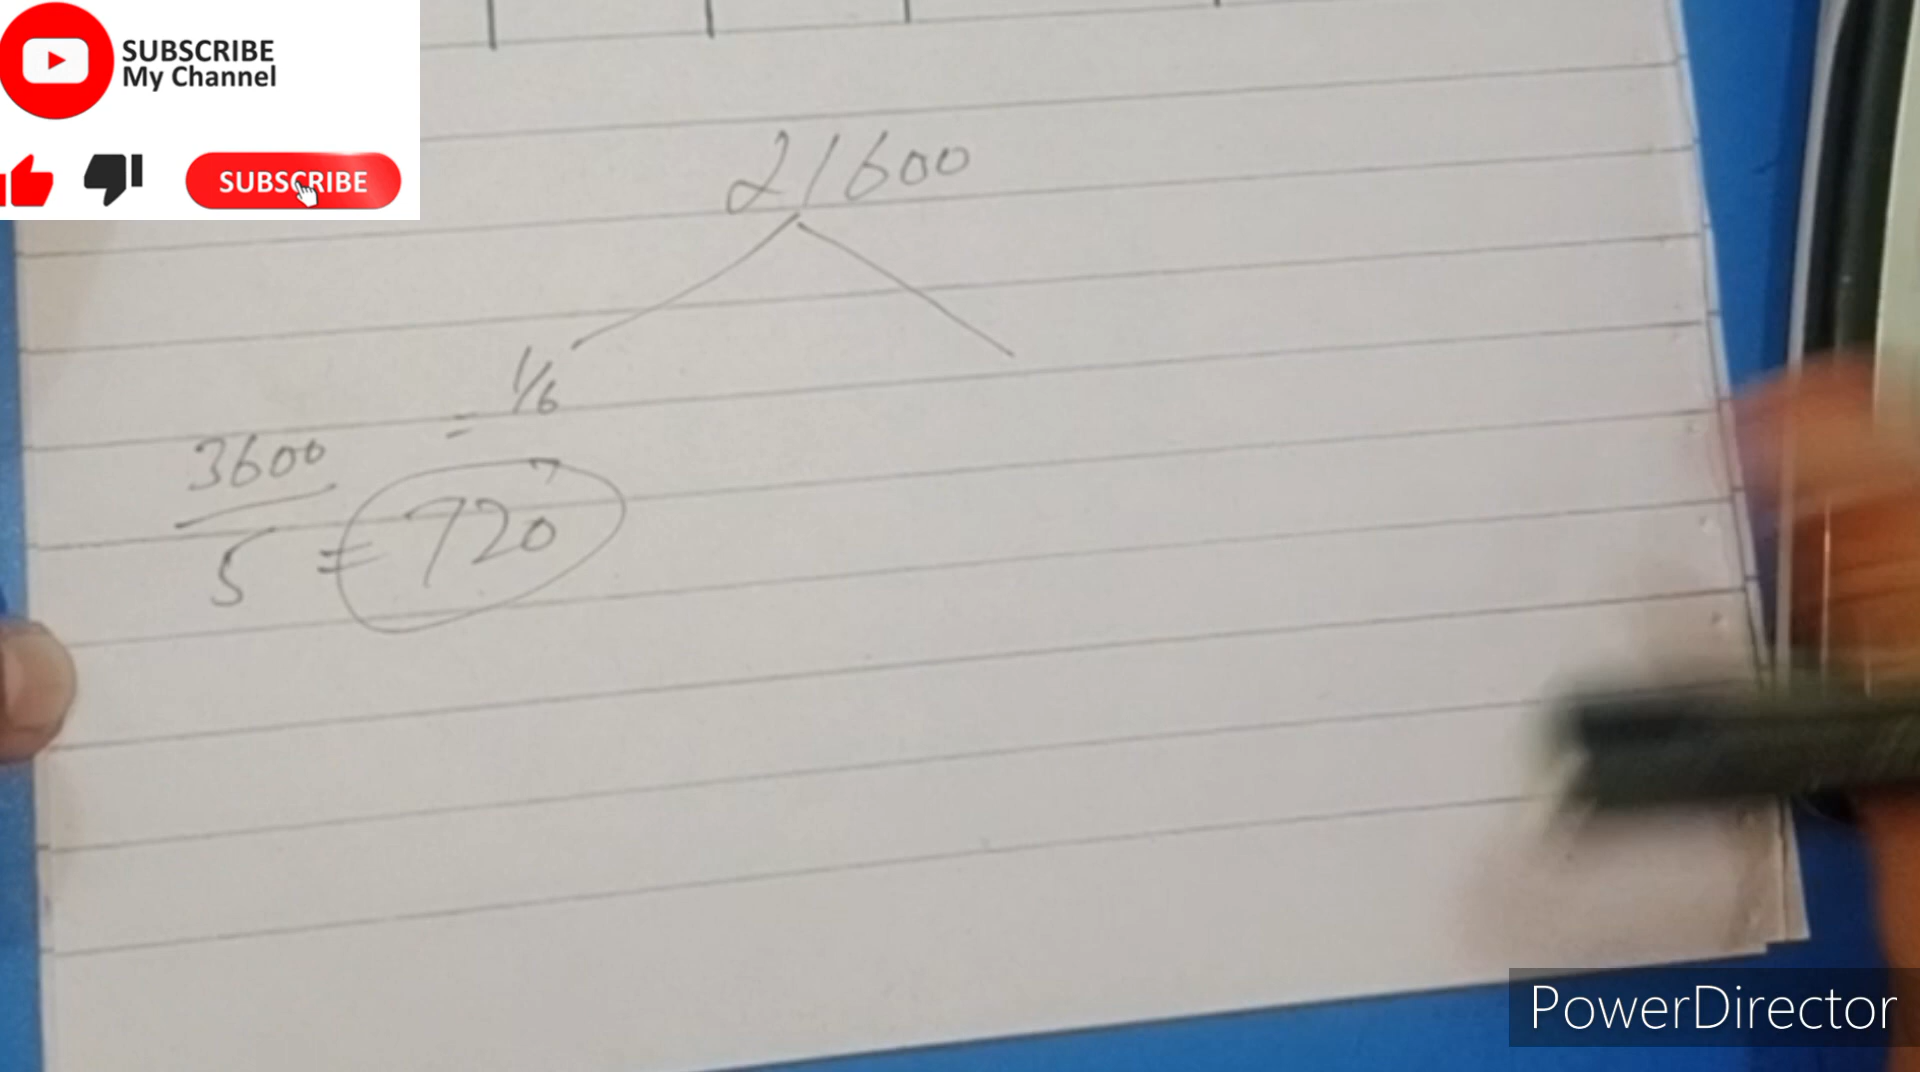 SUBSCRIBE
My Channel
SUBSCRIBE
21600
= 1/6
3600
5 = 720
PowerDirector